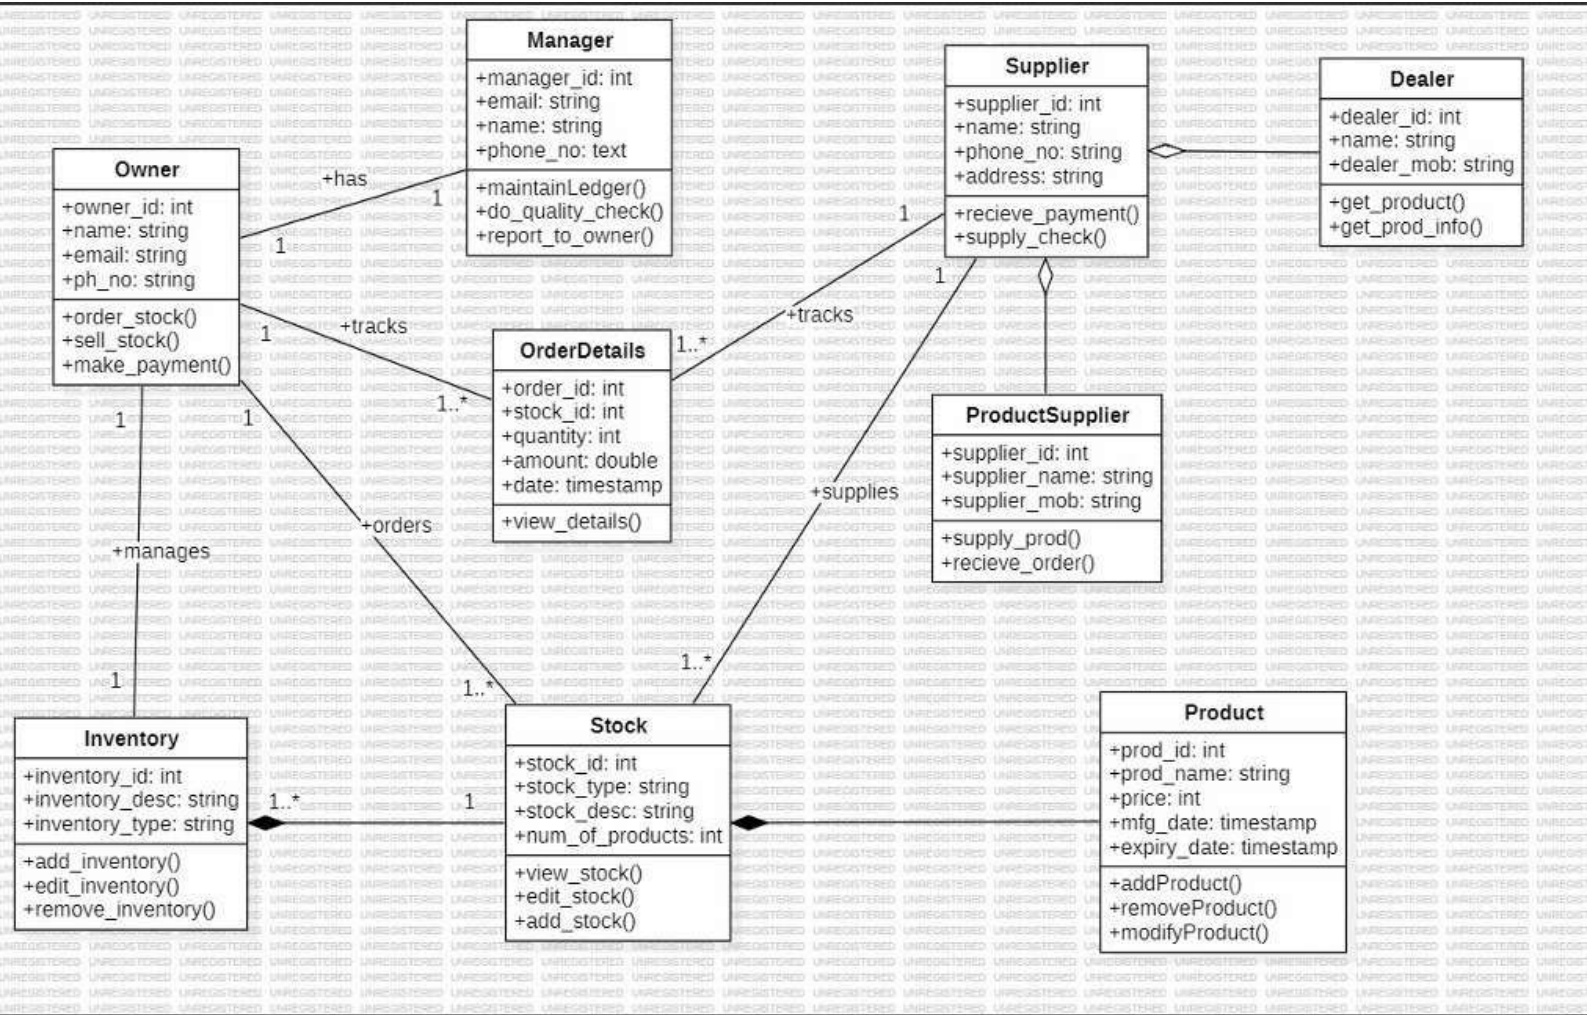 Manager
+manager_id: int
+email: string
+name: string
+phone_no: text
+maintainLedger()
+do_quality_check()
+report_to_owner()
Supplier
+supplier_id: int
+name: string
+phone_no: string
+address: string
+recieve_payment()
+supply_check()
Dealer
+dealer_id: int
+name: string
+dealer_mob: string
+get_product()
+get_prod_info()
Owner
+owner_id: int
+name: string
+email: string
+ph_no: string
+order_stock()
+sell_stock()
+make_payment()
+has
1
1
+tracks
1
1..*
OrderDetails
+order_id: int
+stock_id: int
+quantity: int
+amount: double
+date: timestamp
+view_details()
+tracks
1
1..*
ProductSupplier
+supplier_id: int
+supplier_name: string
+supplier_mob: string
+supply_prod()
+recieve_order()
+supplies
1
1..*
+orders
1
1..*
+manages
1
1
Inventory
+inventory_id: int
+inventory_desc: string
+inventory_type: string
+add_inventory()
+edit_inventory()
+remove_inventory()
1..*
1
Stock
+stock_id: int
+stock_type: string
+stock_desc: string
+num_of_products: int
+view_stock()
+edit_stock()
+add_stock()
Product
+prod_id: int
+prod_name: string
+price: int
+mfg_date: timestamp
+expiry_date: timestamp
+addProduct()
+removeProduct()
+modifyProduct()
UNREGISTERED